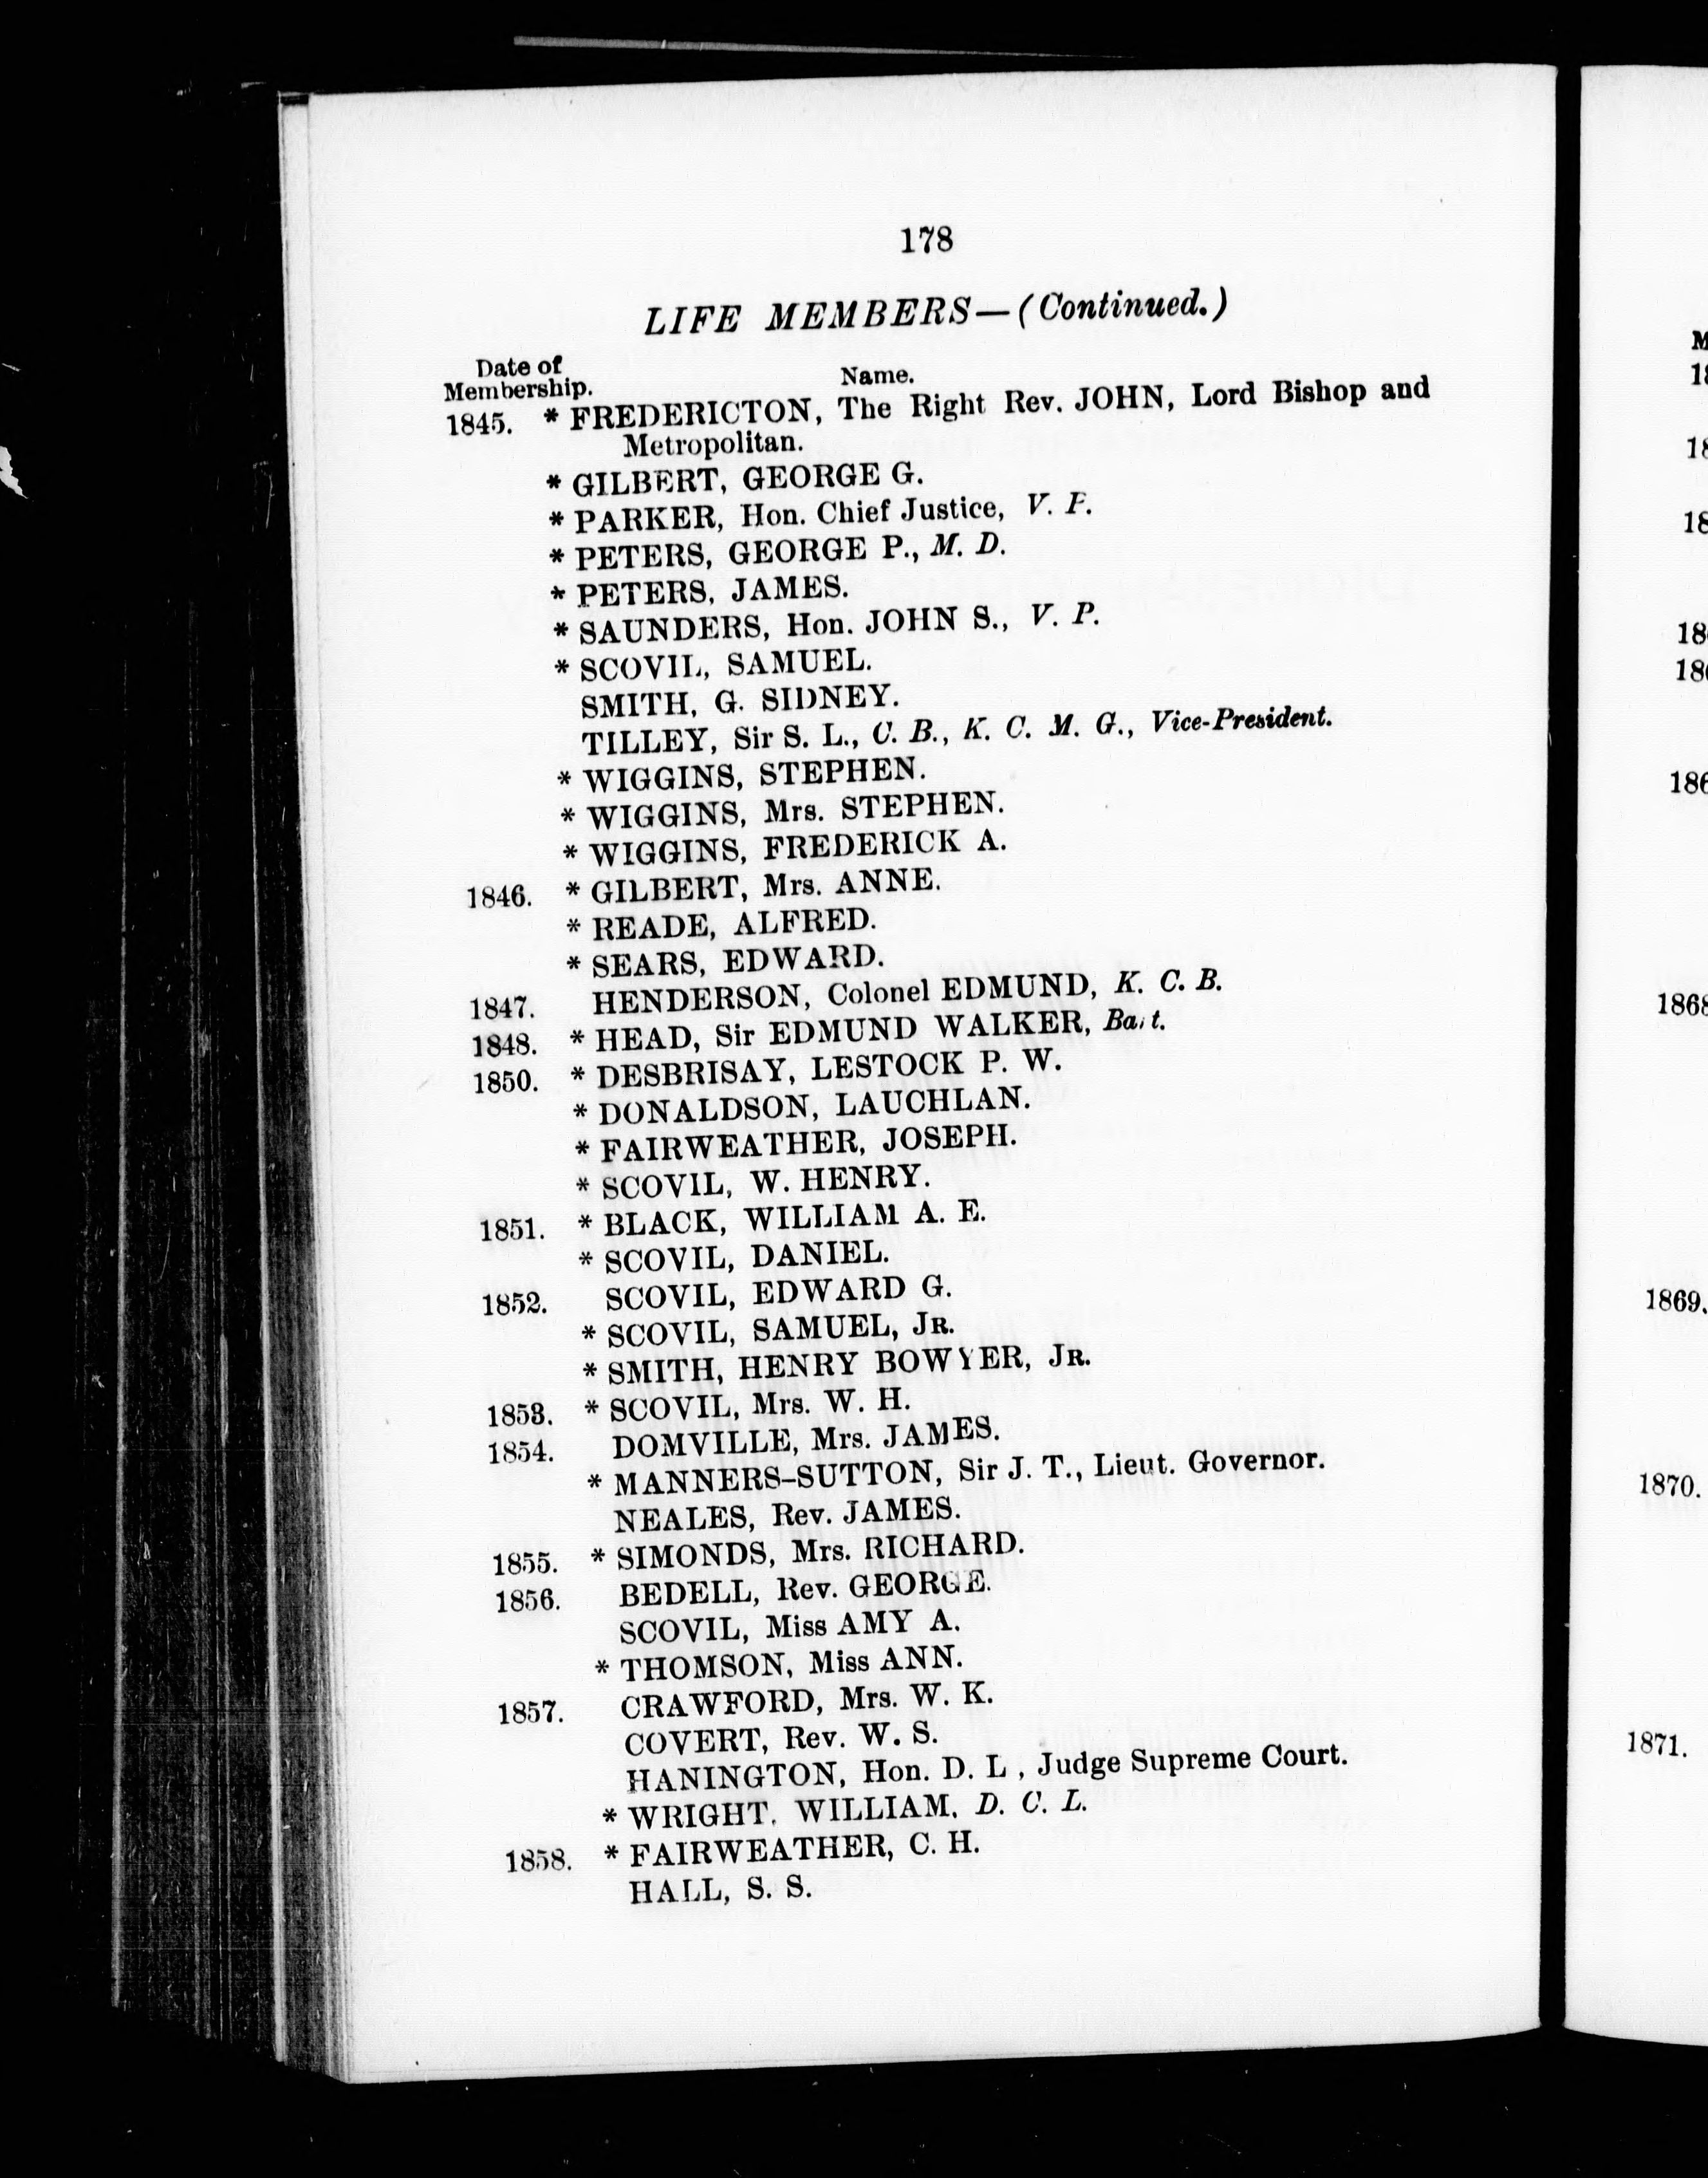 178
LIFE MEMBERS—(Continued.)
Date of
Membership. Name.
1845. * FREDERICTON, The Right Rev. JOHN, Lord Bishop and
Metropolitan.
* GILBERT, GEORGE G.
* PARKER, Hon. Chief Justice, V. P.
* PETERS, GEORGE P., M. D.
* PETERS, JAMES.
* SAUNDERS, Hon. JOHN S., V. P.
* SCOVIL, SAMUEL.
SMITH, G. SIDNEY.
TILLEY, Sir S. L., C. B., K. C. M. G., Vice-President.
* WIGGINS, STEPHEN.
* WIGGINS, Mrs. STEPHEN.
* WIGGINS, FREDERICK A.
1846. * GILBERT, Mrs. ANNE.
* READE, ALFRED.
* SEARS, EDWARD.
1847. HENDERSON, Colonel EDMUND, K. C. B.
1848. * HEAD, Sir EDMUND WALKER, Bart.
1850. * DESBRISAY, LESTOCK P. W.
* DONALDSON, LAUCHLAN.
* FAIRWEATHER, JOSEPH.
* SCOVIL, W. HENRY.
1851. * BLACK, WILLIAM A. E.
* SCOVIL, DANIEL.
1852. SCOVIL, EDWARD G.
* SCOVIL, SAMUEL, JR.
* SMITH, HENRY BOWYER, JR.
1853. * SCOVIL, Mrs. W. H.
1854. DOMVILLE, Mrs. JAMES.
* MANNERS-SUTTON, Sir J. T., Lieut. Governor.
NEALES, Rev. JAMES.
1855. * SIMONDS, Mrs. RICHARD.
1856. BEDELL, Rev. GEORGE.
SCOVIL, Miss AMY A.
* THOMSON, Miss ANN.
1857. CRAWFORD, Mrs. W. K.
COVERT, Rev. W. S.
HANINGTON, Hon. D. L , Judge Supreme Court.
* WRIGHT, WILLIAM, D. C. L.
1858. * FAIRWEATHER, C. H.
HALL, S. S.
1869.
1870.
1871.